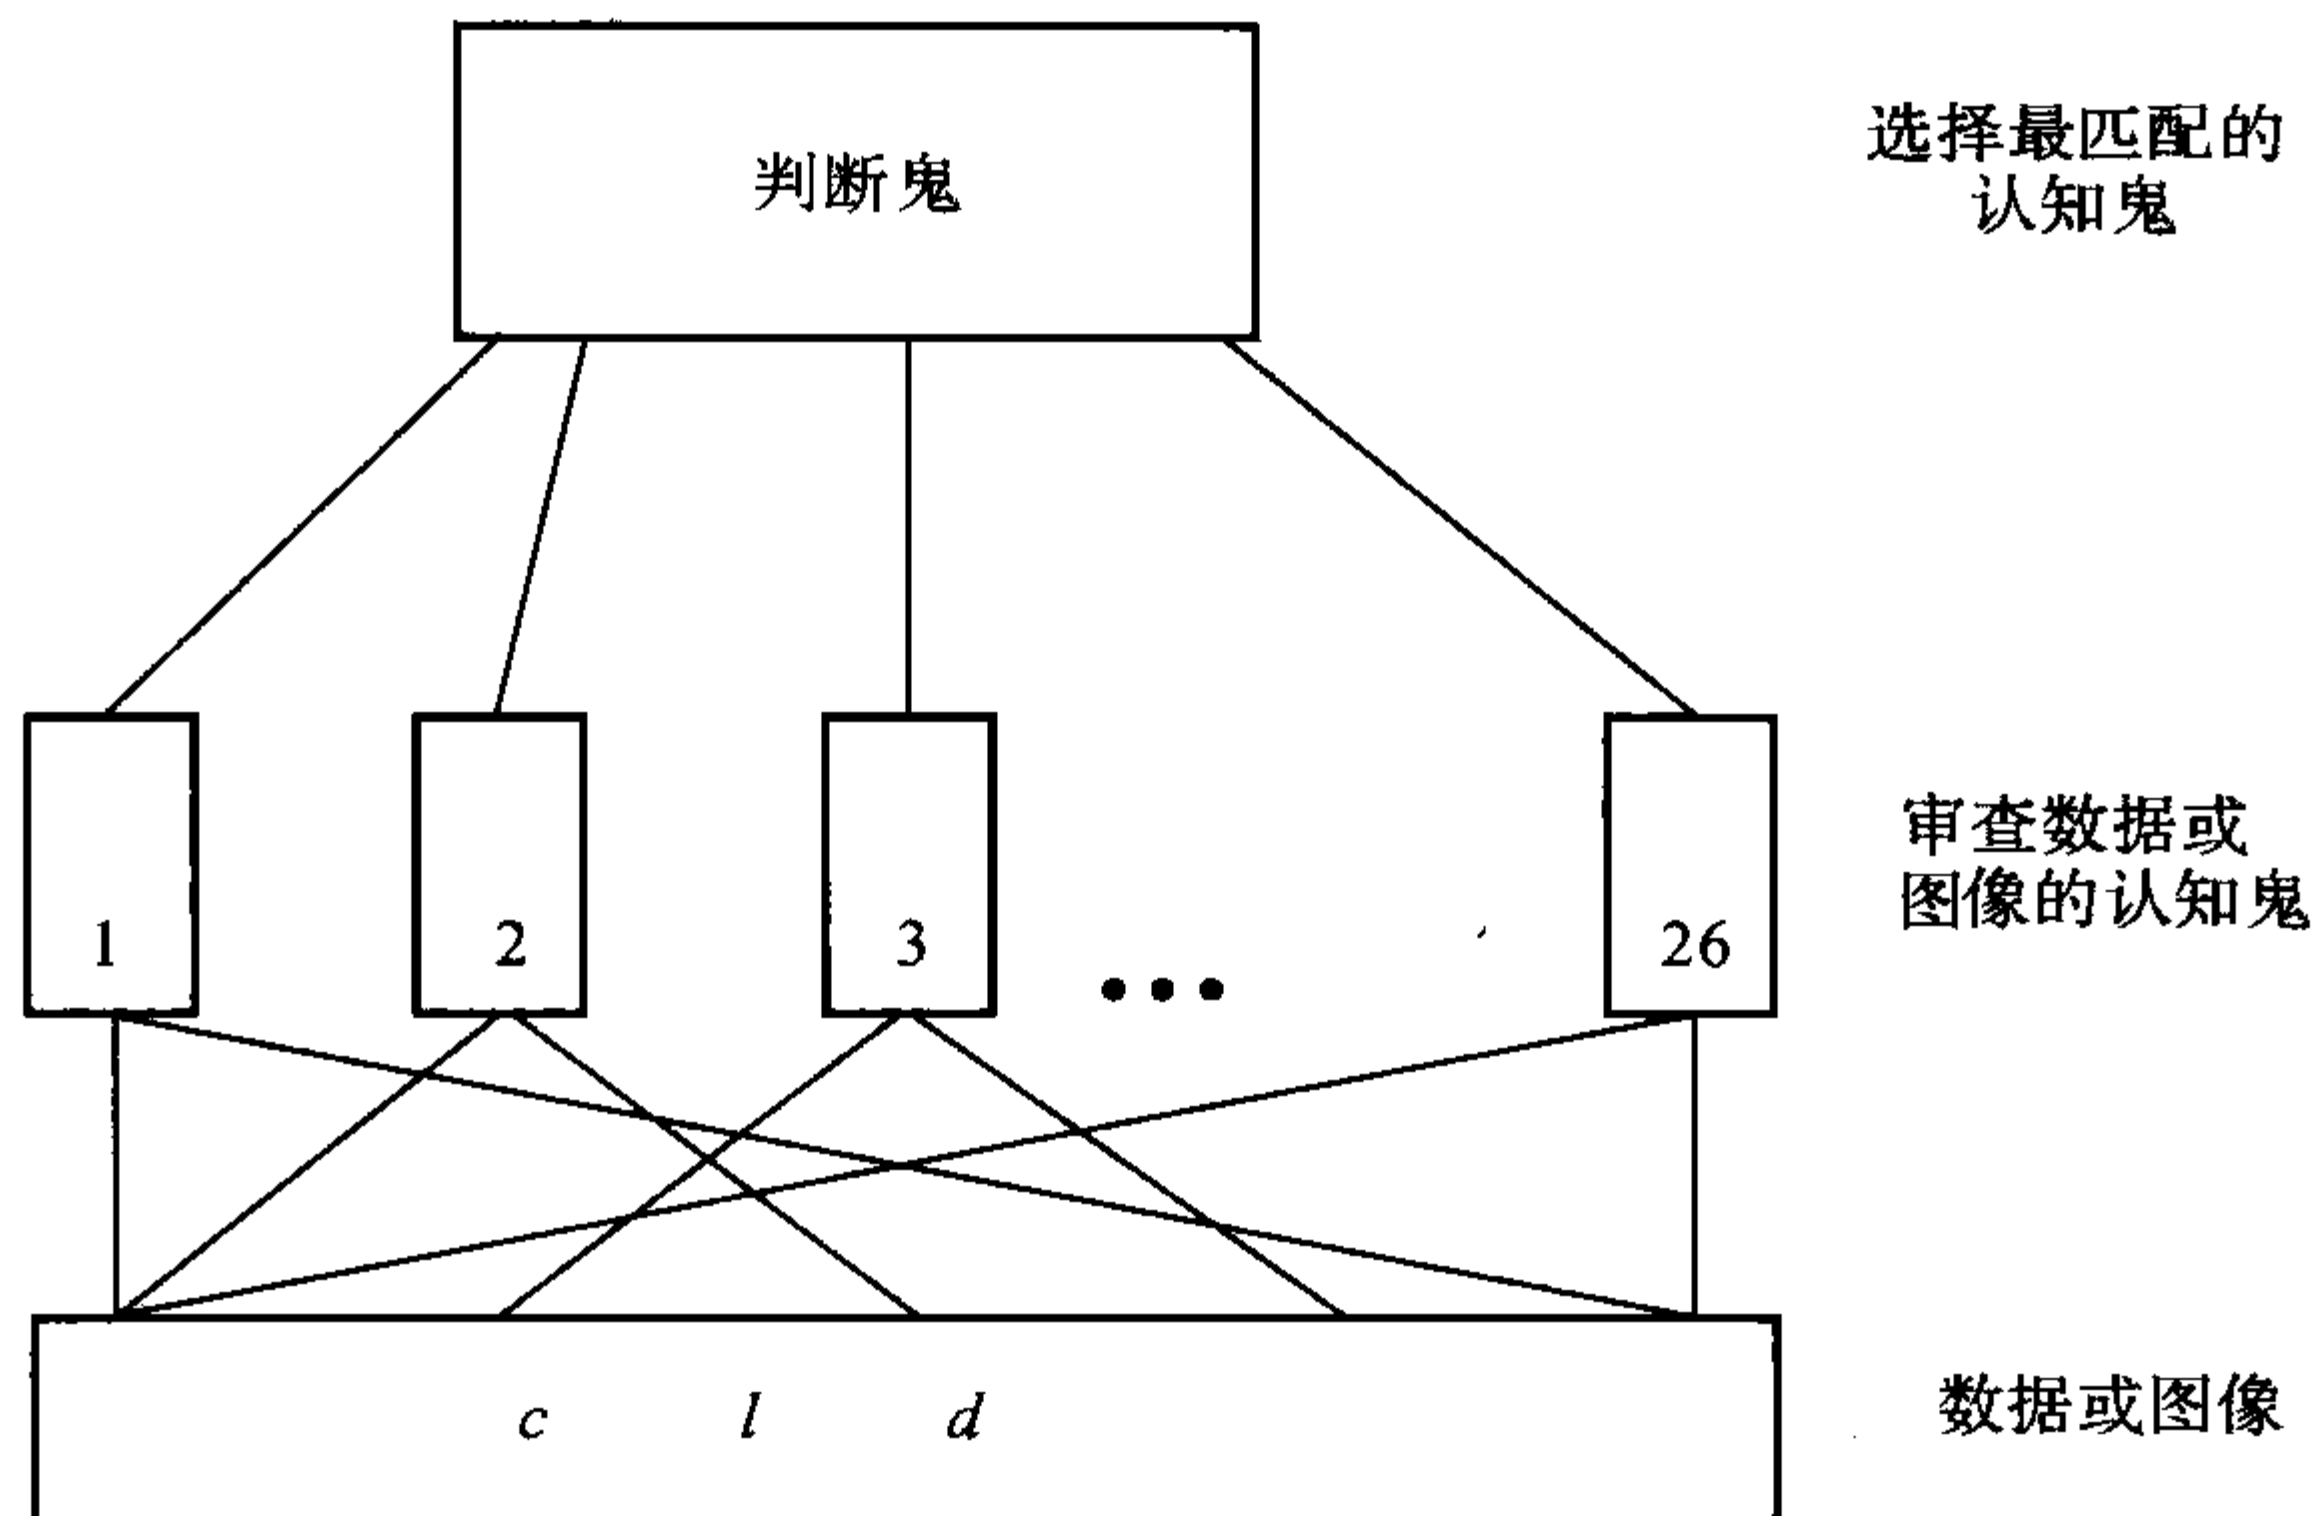 判断鬼
选择最匹配的
认知鬼
1
2
3
•••
26
审查数据或
图像的认知鬼
c l d
数据或图像